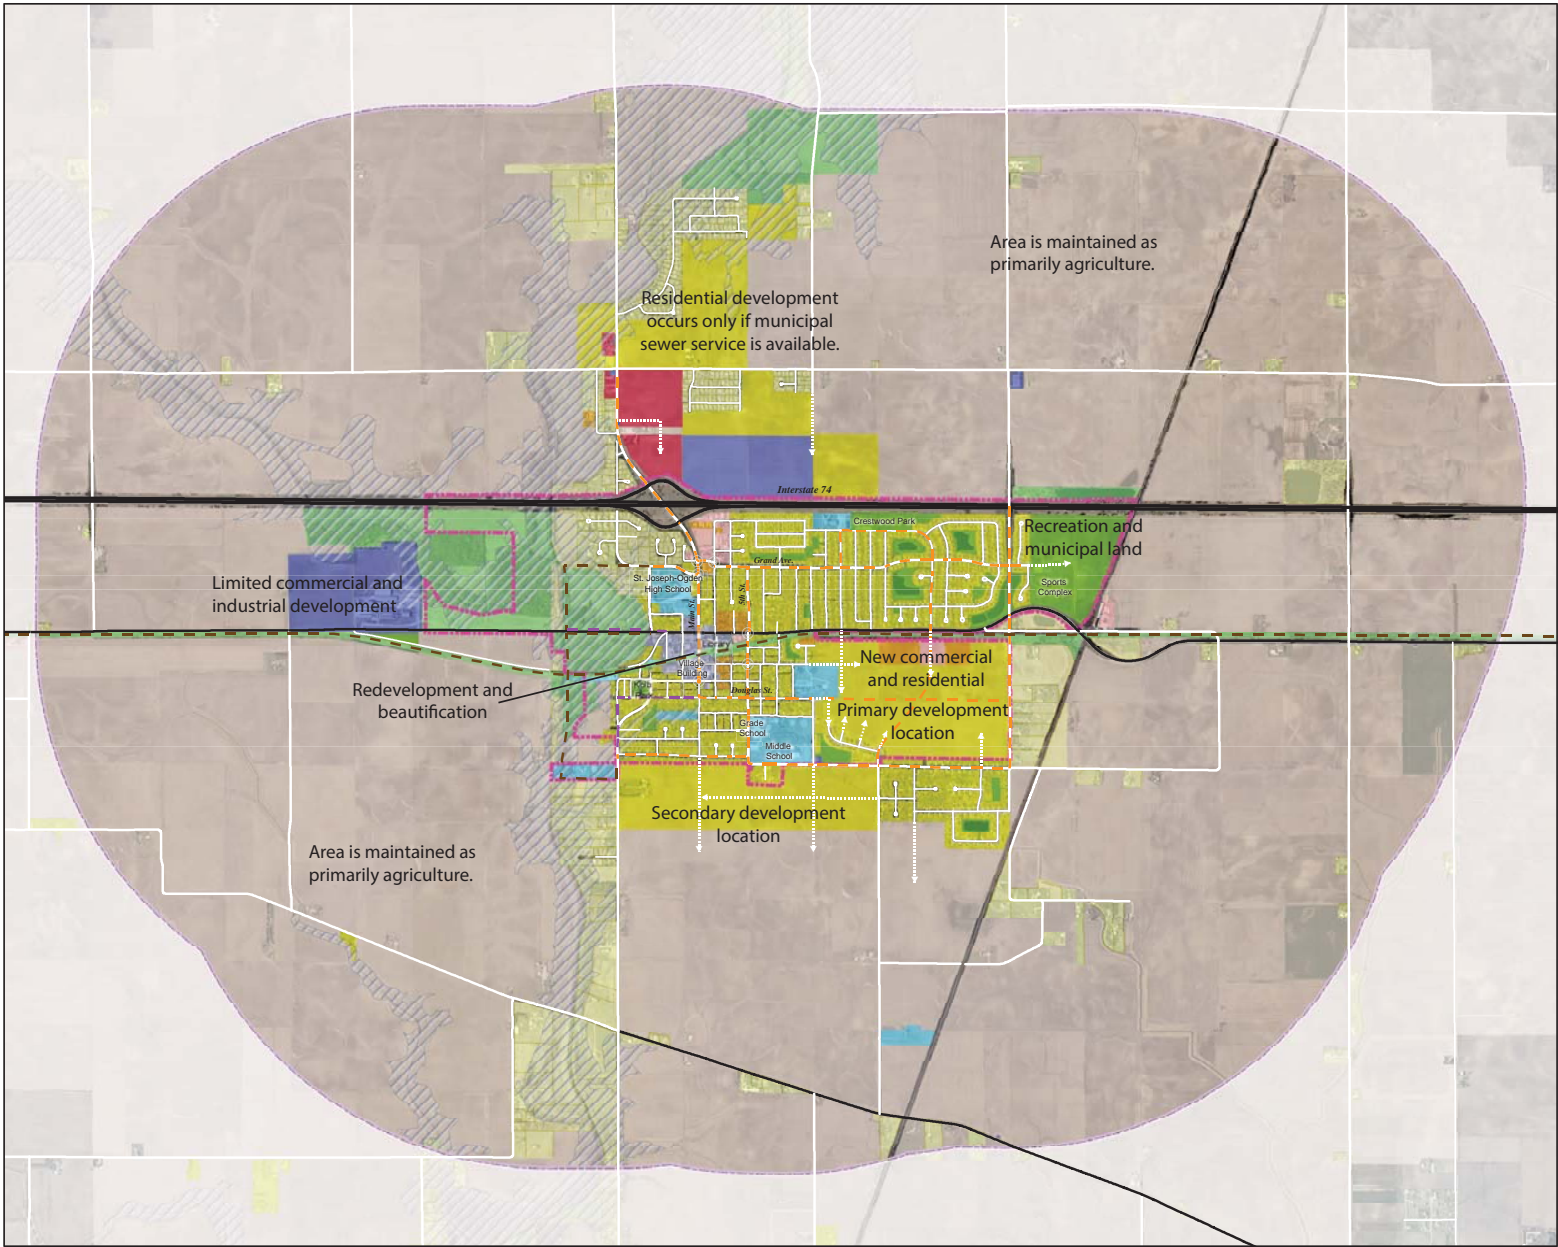 Area is maintained as
primarily agriculture.
Residential development
occurs only if municipal
sewer service is available.
Interstate 74
Crestwood Park
Recreation and
municipal land
Grand Ave.
Limited commercial and
industrial development
St. Joseph-Ogden
High School
Sports
Complex
5th St.
Main St.
New commercial
and residential
Village
Building
Redevelopment and
beautification
Douglas St.
Primary development
location
Grade
School
Middle
School
Secondary development
location
Area is maintained as
primarily agriculture.